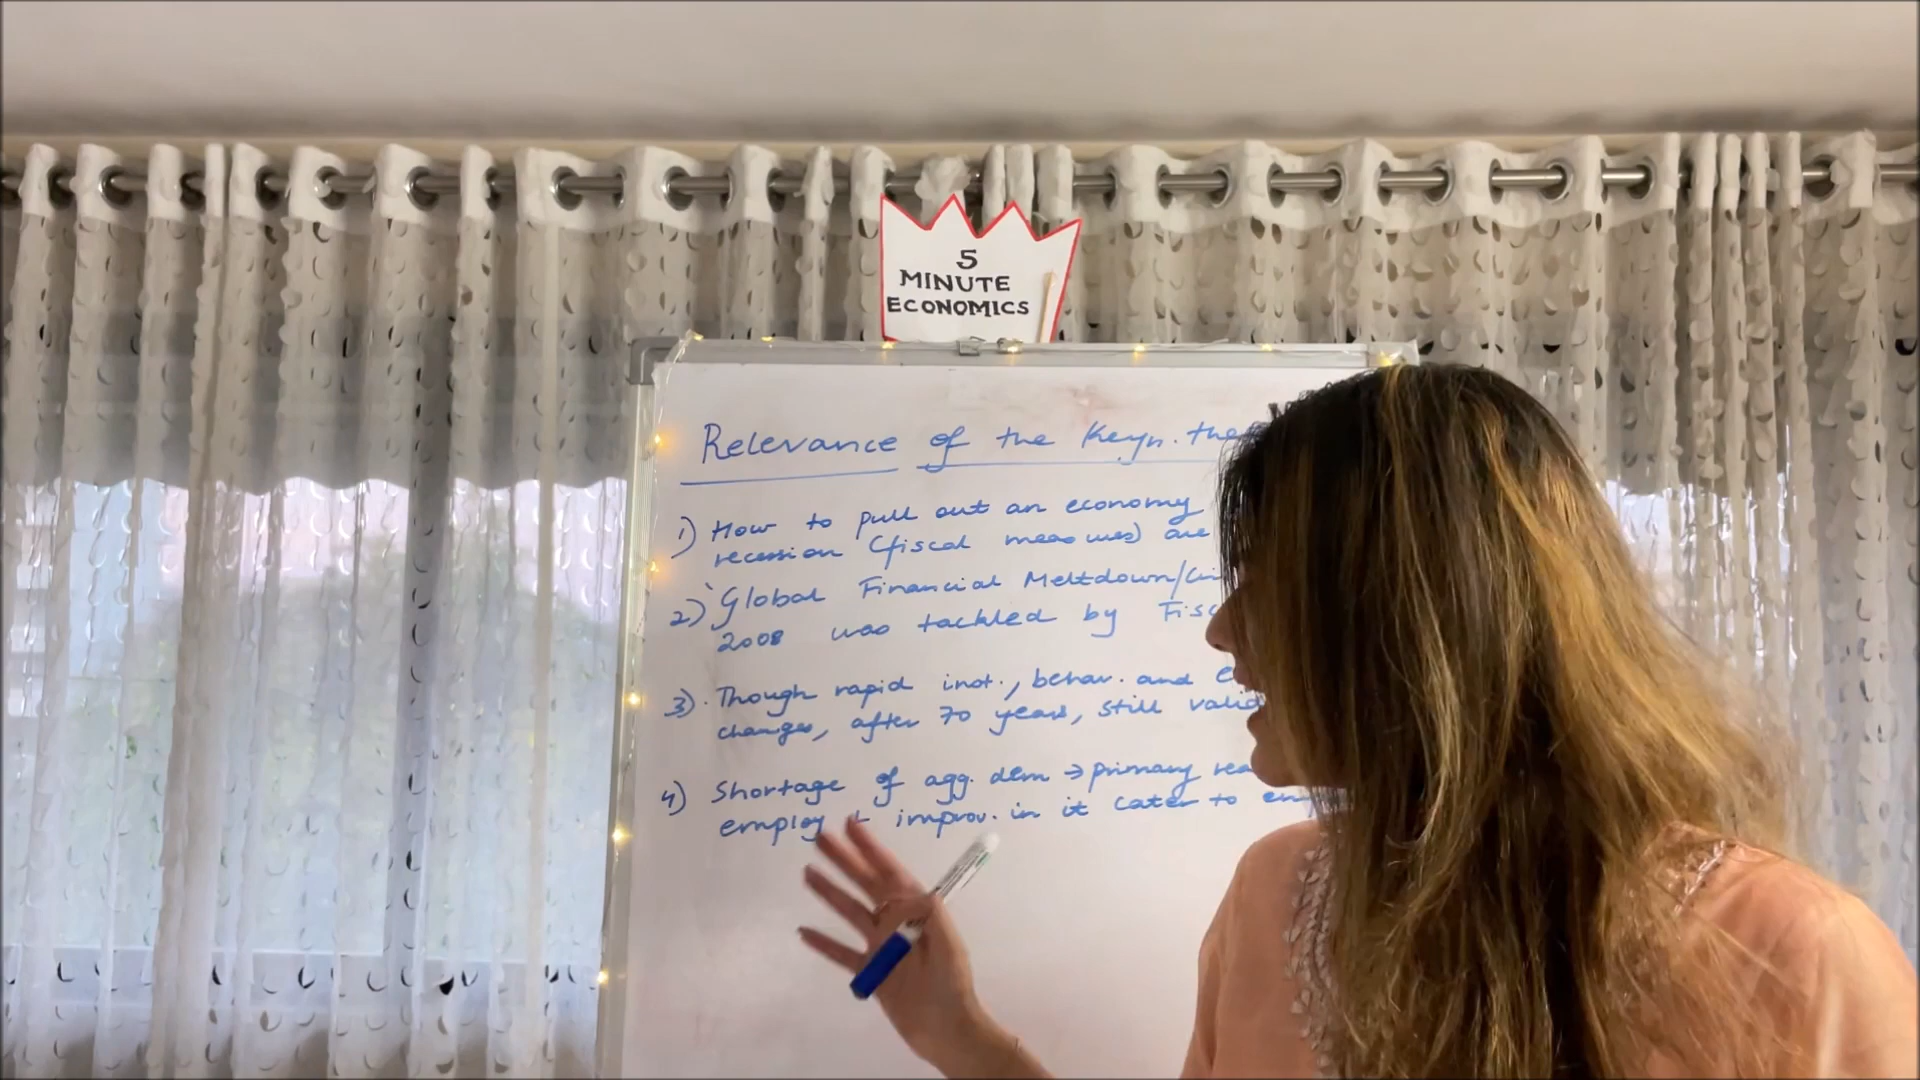 5
MINUTE
ECONOMICS
Relevance of the Keyn.
1) How to pull out an economy
recession (fiscal measures) are
2) Global Financial Meltdown/
2008 was tackled by
3). Though rapid inst., behav. and
changes, after 70 years, still valid
4) Shortage of agg. dem → primary
employ improv. in it cater to